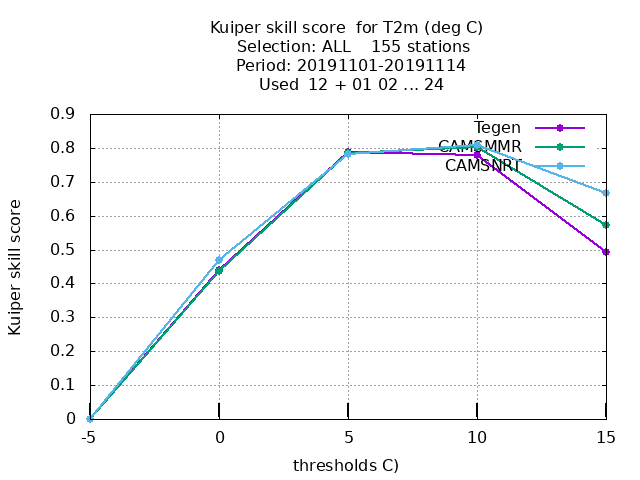 Kuiper skill score for T2m (deg C)
Selection: ALL 155 stations
Period: 20191101-20191114
Used 12 + 01 02 ... 24
Tegen
CAMSMMR
0.9
0.8
0.7
0.6
0.5
0.4
0.3
0.2
0.1
0
Kuiper skill score
-5
0
5
10
15
thresholds C)